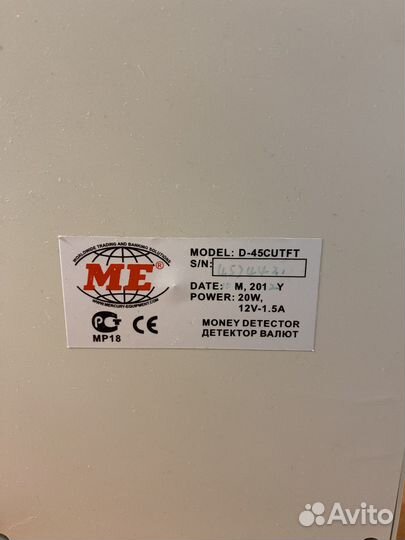 WORLDWIDE TRADING AND BANKING SOLUTIONS
ME®
WWW.MERCURY-EQUIPMENT.COM
РСТ CE
MP18
MODEL: D-45CUTFT
S/N:
DATE: M, 201 Y
POWER: 20W,
12V-1.5A
MONEY DETECTOR
ДЕТЕКТОР ВАЛЮТ
Avito